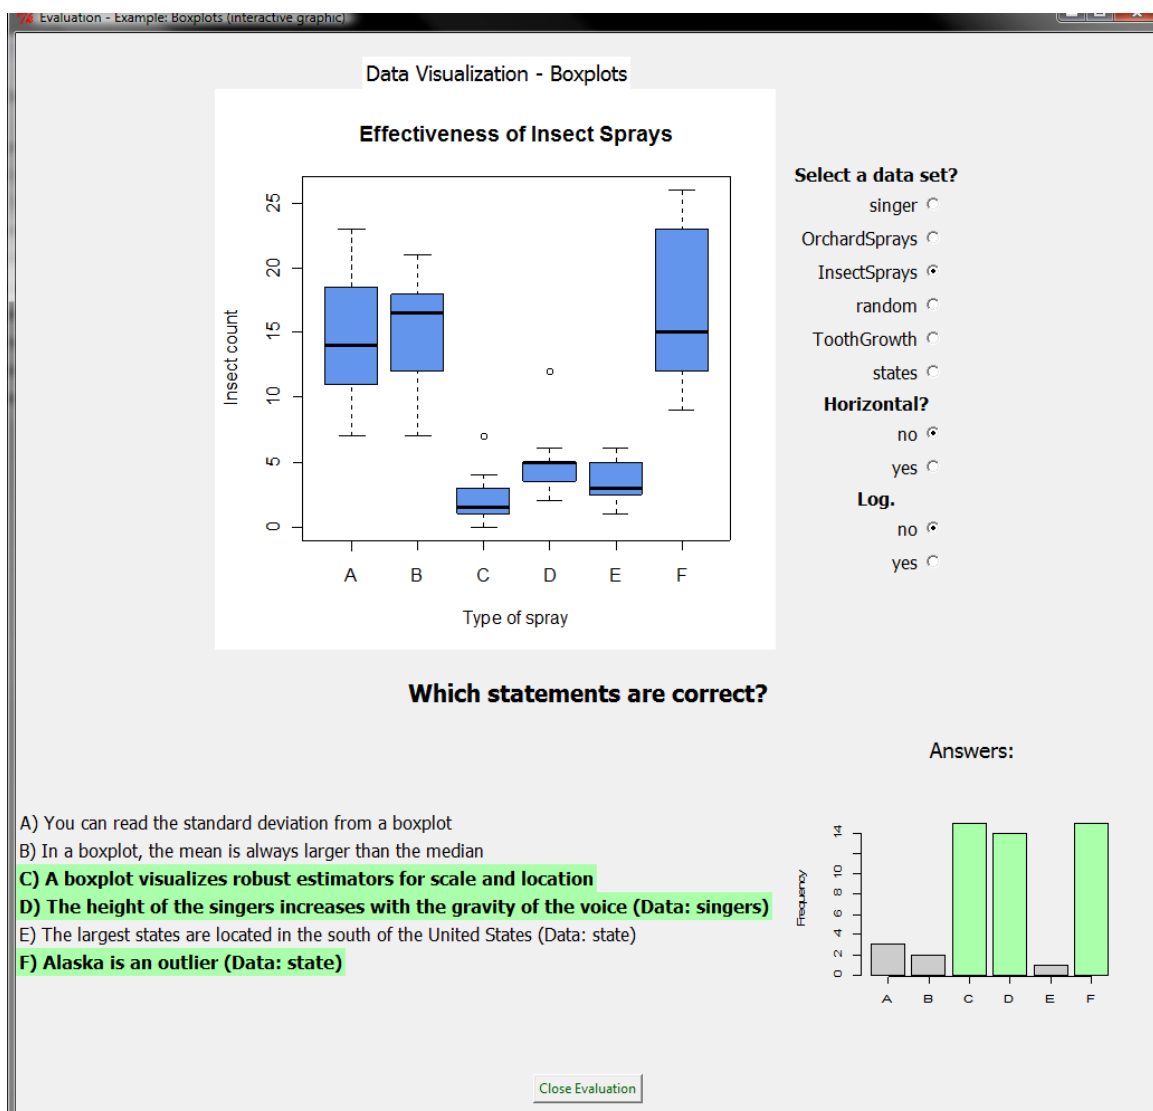 Evaluation - Example: Boxplots (interactive graphic)
Data Visualization - Boxplots
Effectiveness of Insect Sprays
Insect count
25
20
15
10
5
0
A B C D E F
Type of spray
Select a data set?
singer
OrchardSprays
InsectSprays
random
ToothGrowth
states
Horizontal?
no
yes
Log.
no
yes
Which statements are correct?
A) You can read the standard deviation from a boxplot
B) In a boxplot, the mean is always larger than the median
C) A boxplot visualizes robust estimators for scale and location
D) The height of the singers increases with the gravity of the voice (Data: singers)
E) The largest states are located in the south of the United States (Data: state)
F) Alaska is an outlier (Data: state)
Answers:
Frequency
14
10
8
6
4
2
0
A B C D E F
Close Evaluation